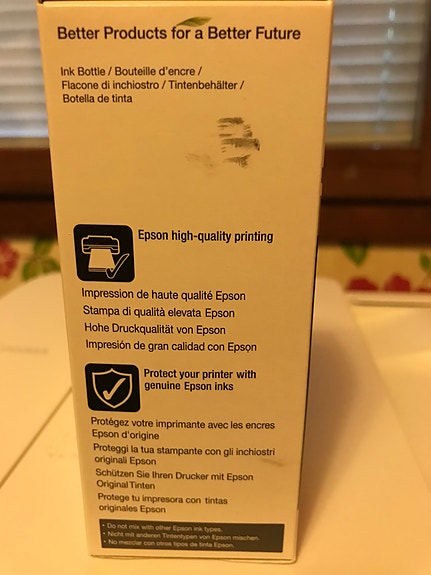 Better Products for a Better Future
Ink Bottle / Bouteille d'encre /
Flacone di inchiostro / Tintenbehälter /
Botella de tinta
Epson high-quality printing
Impression de haute qualité Epson
Stampa di qualità elevata Epson
Hohe Druckqualität von Epson
Impresión de gran calidad con Epson
Protect your printer with
genuine Epson inks
Protégez votre imprimante avec les encres
Epson d'origine
Proteggi la tua stampante con gli inchiostri
originali Epson
Schützen Sie Ihren Drucker mit Epson
Original Tinten
Protege tu impresora con tintas
originales Epson
• Do not mix with other Epson ink types.
• Nicht mit anderen Tintentypen von Epson mischen.
• No mezclar con otros tipos de tinta Epson.